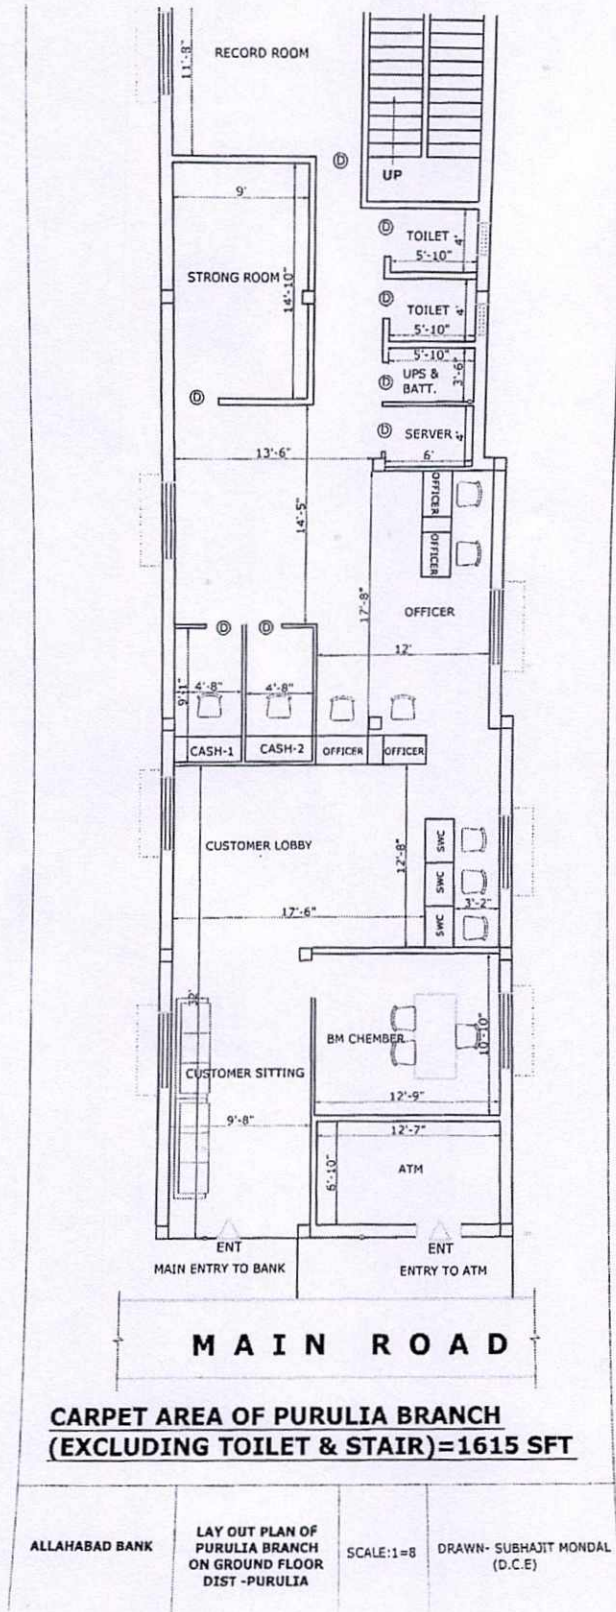 11'-8"
RECORD ROOM
UP
D
9'
STRONG ROOM
14'-10"
D
TOILET
4'
5'-10"
D
TOILET
4'
5'-10"
5'-10"
D
UPS &
BATT.
3'-6"
D
D
SERVER
4'
6'
13'-6"
14'-5"
OFFICER
OFFICER
17'-8"
OFFICER
12'
D
D
9'-1"
4'-8"
4'-8"
CASH-1
CASH-2
OFFICER
OFFICER
CUSTOMER LOBBY
12'-8"
SWC
SWC
SWC
3'-2"
17'-6"
32'
BM CHEMBER
10'-10"
CUSTOMER SITTING
12'-9"
9'-8"
12'-7"
6'-10"
ATM
ENT
MAIN ENTRY TO BANK
ENT
ENTRY TO ATM
MAIN ROAD
CARPET AREA OF PURULIA BRANCH
(EXCLUDING TOILET & STAIR)=1615 SFT
ALLAHABAD BANK
LAY OUT PLAN OF
PURULIA BRANCH
ON GROUND FLOOR
DIST -PURULIA
SCALE:1=8
DRAWN- SUBHAJIT MONDAL
(D.C.E)